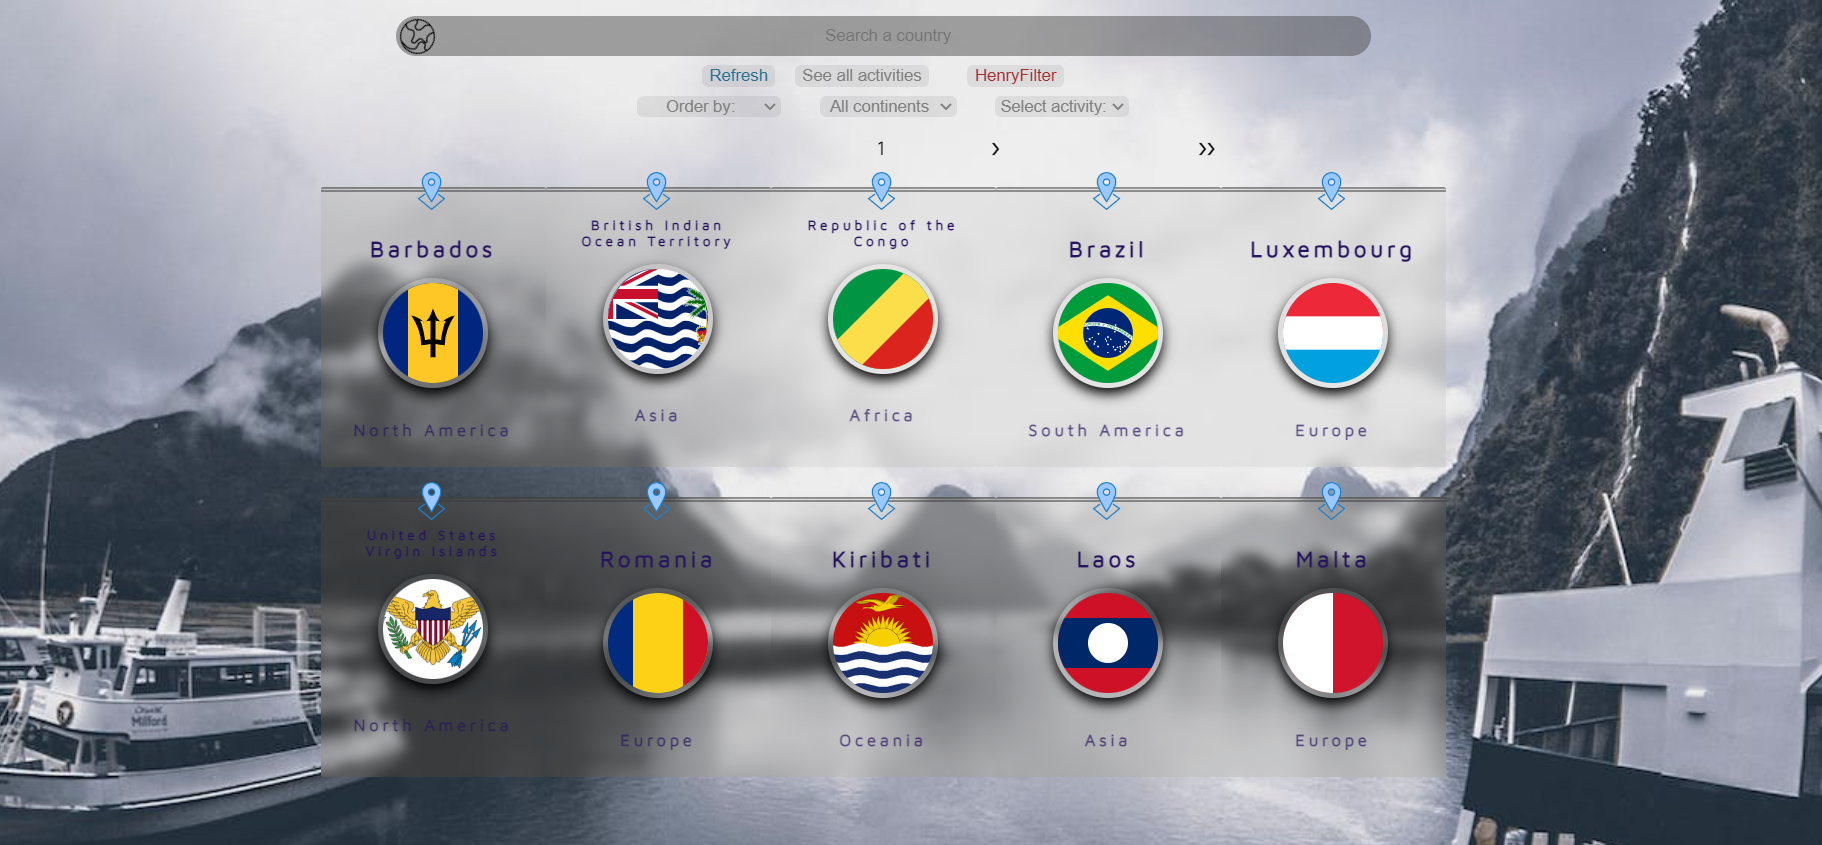 Search a country
Refresh
See all activities
HenryFilter
Order by:
All continents
Select activity:
1
›
››
Barbados
British Indian
Ocean Territory
Republic of the
Congo
Brazil
Luxembourg
North America
Asia
Africa
South America
Europe
United States
Virgin Islands
Romania
Kiribati
Laos
Malta
North America
Europe
Oceania
Asia
Europe
Milford